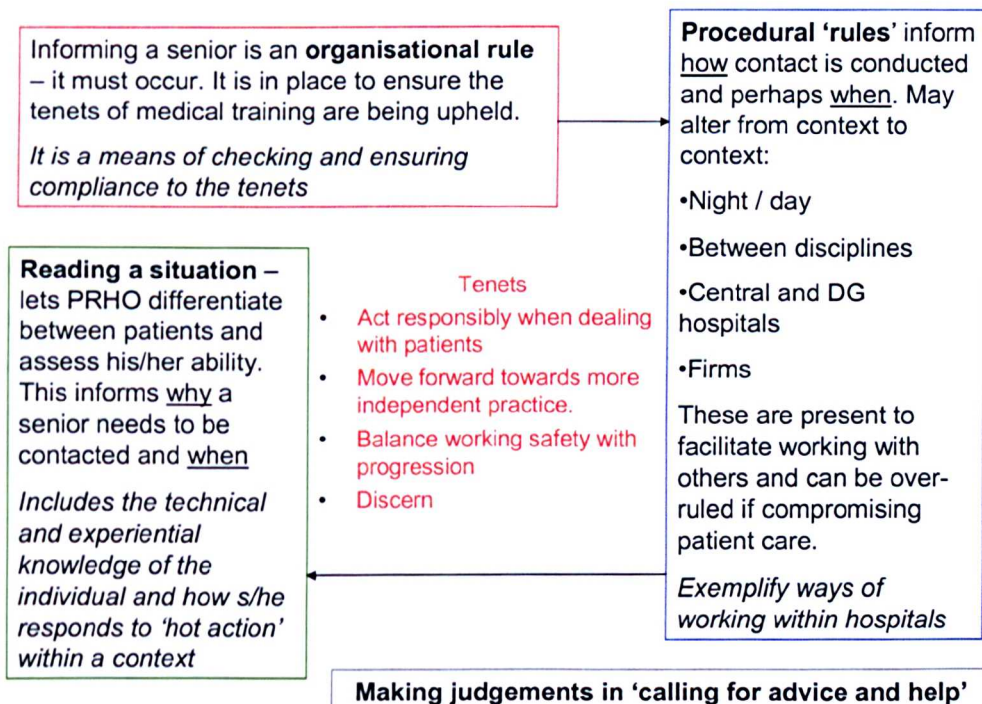 Informing a senior is an organisational rule
– it must occur. It is in place to ensure the
tenets of medical training are being upheld.
It is a means of checking and ensuring
compliance to the tenets
Procedural ‘rules’ inform
how contact is conducted
and perhaps when. May
alter from context to
context:
•Night / day
•Between disciplines
•Central and DG
hospitals
•Firms
These are present to
facilitate working with
others and can be over-
ruled if compromising
patient care.
Exemplify ways of
working within hospitals
Reading a situation –
lets PRHO differentiate
between patients and
assess his/her ability.
This informs why a
senior needs to be
contacted and when
Includes the technical
and experiential
knowledge of the
individual and how s/he
responds to ‘hot action’
within a context
Tenets
• Act responsibly when dealing
with patients
• Move forward towards more
independent practice.
• Balance working safety with
progression
• Discern
Making judgements in ‘calling for advice and help’